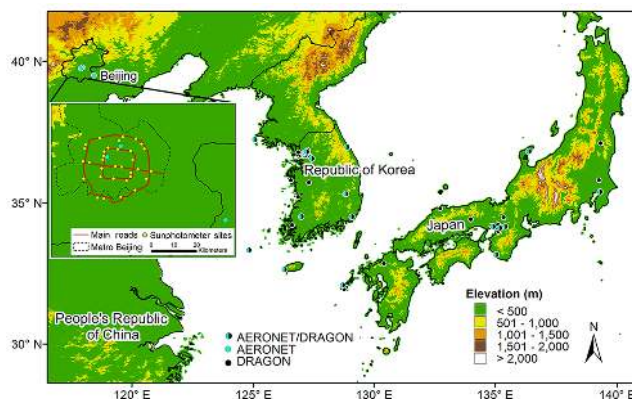 40° N
Beijing
Republic of Korea
Main roads
Sunphotometer sites
Metro Beijing
0
10
20
Kilometers
35° N
Japan
People's Republic
of China
Elevation (m)
< 500
501 - 1,000
1,001 - 1,500
1,501 - 2,000
> 2,000
N
AERONET/DRAGON
AERONET
DRAGON
30° N
120° E
125° E
130° E
135° E
140° E